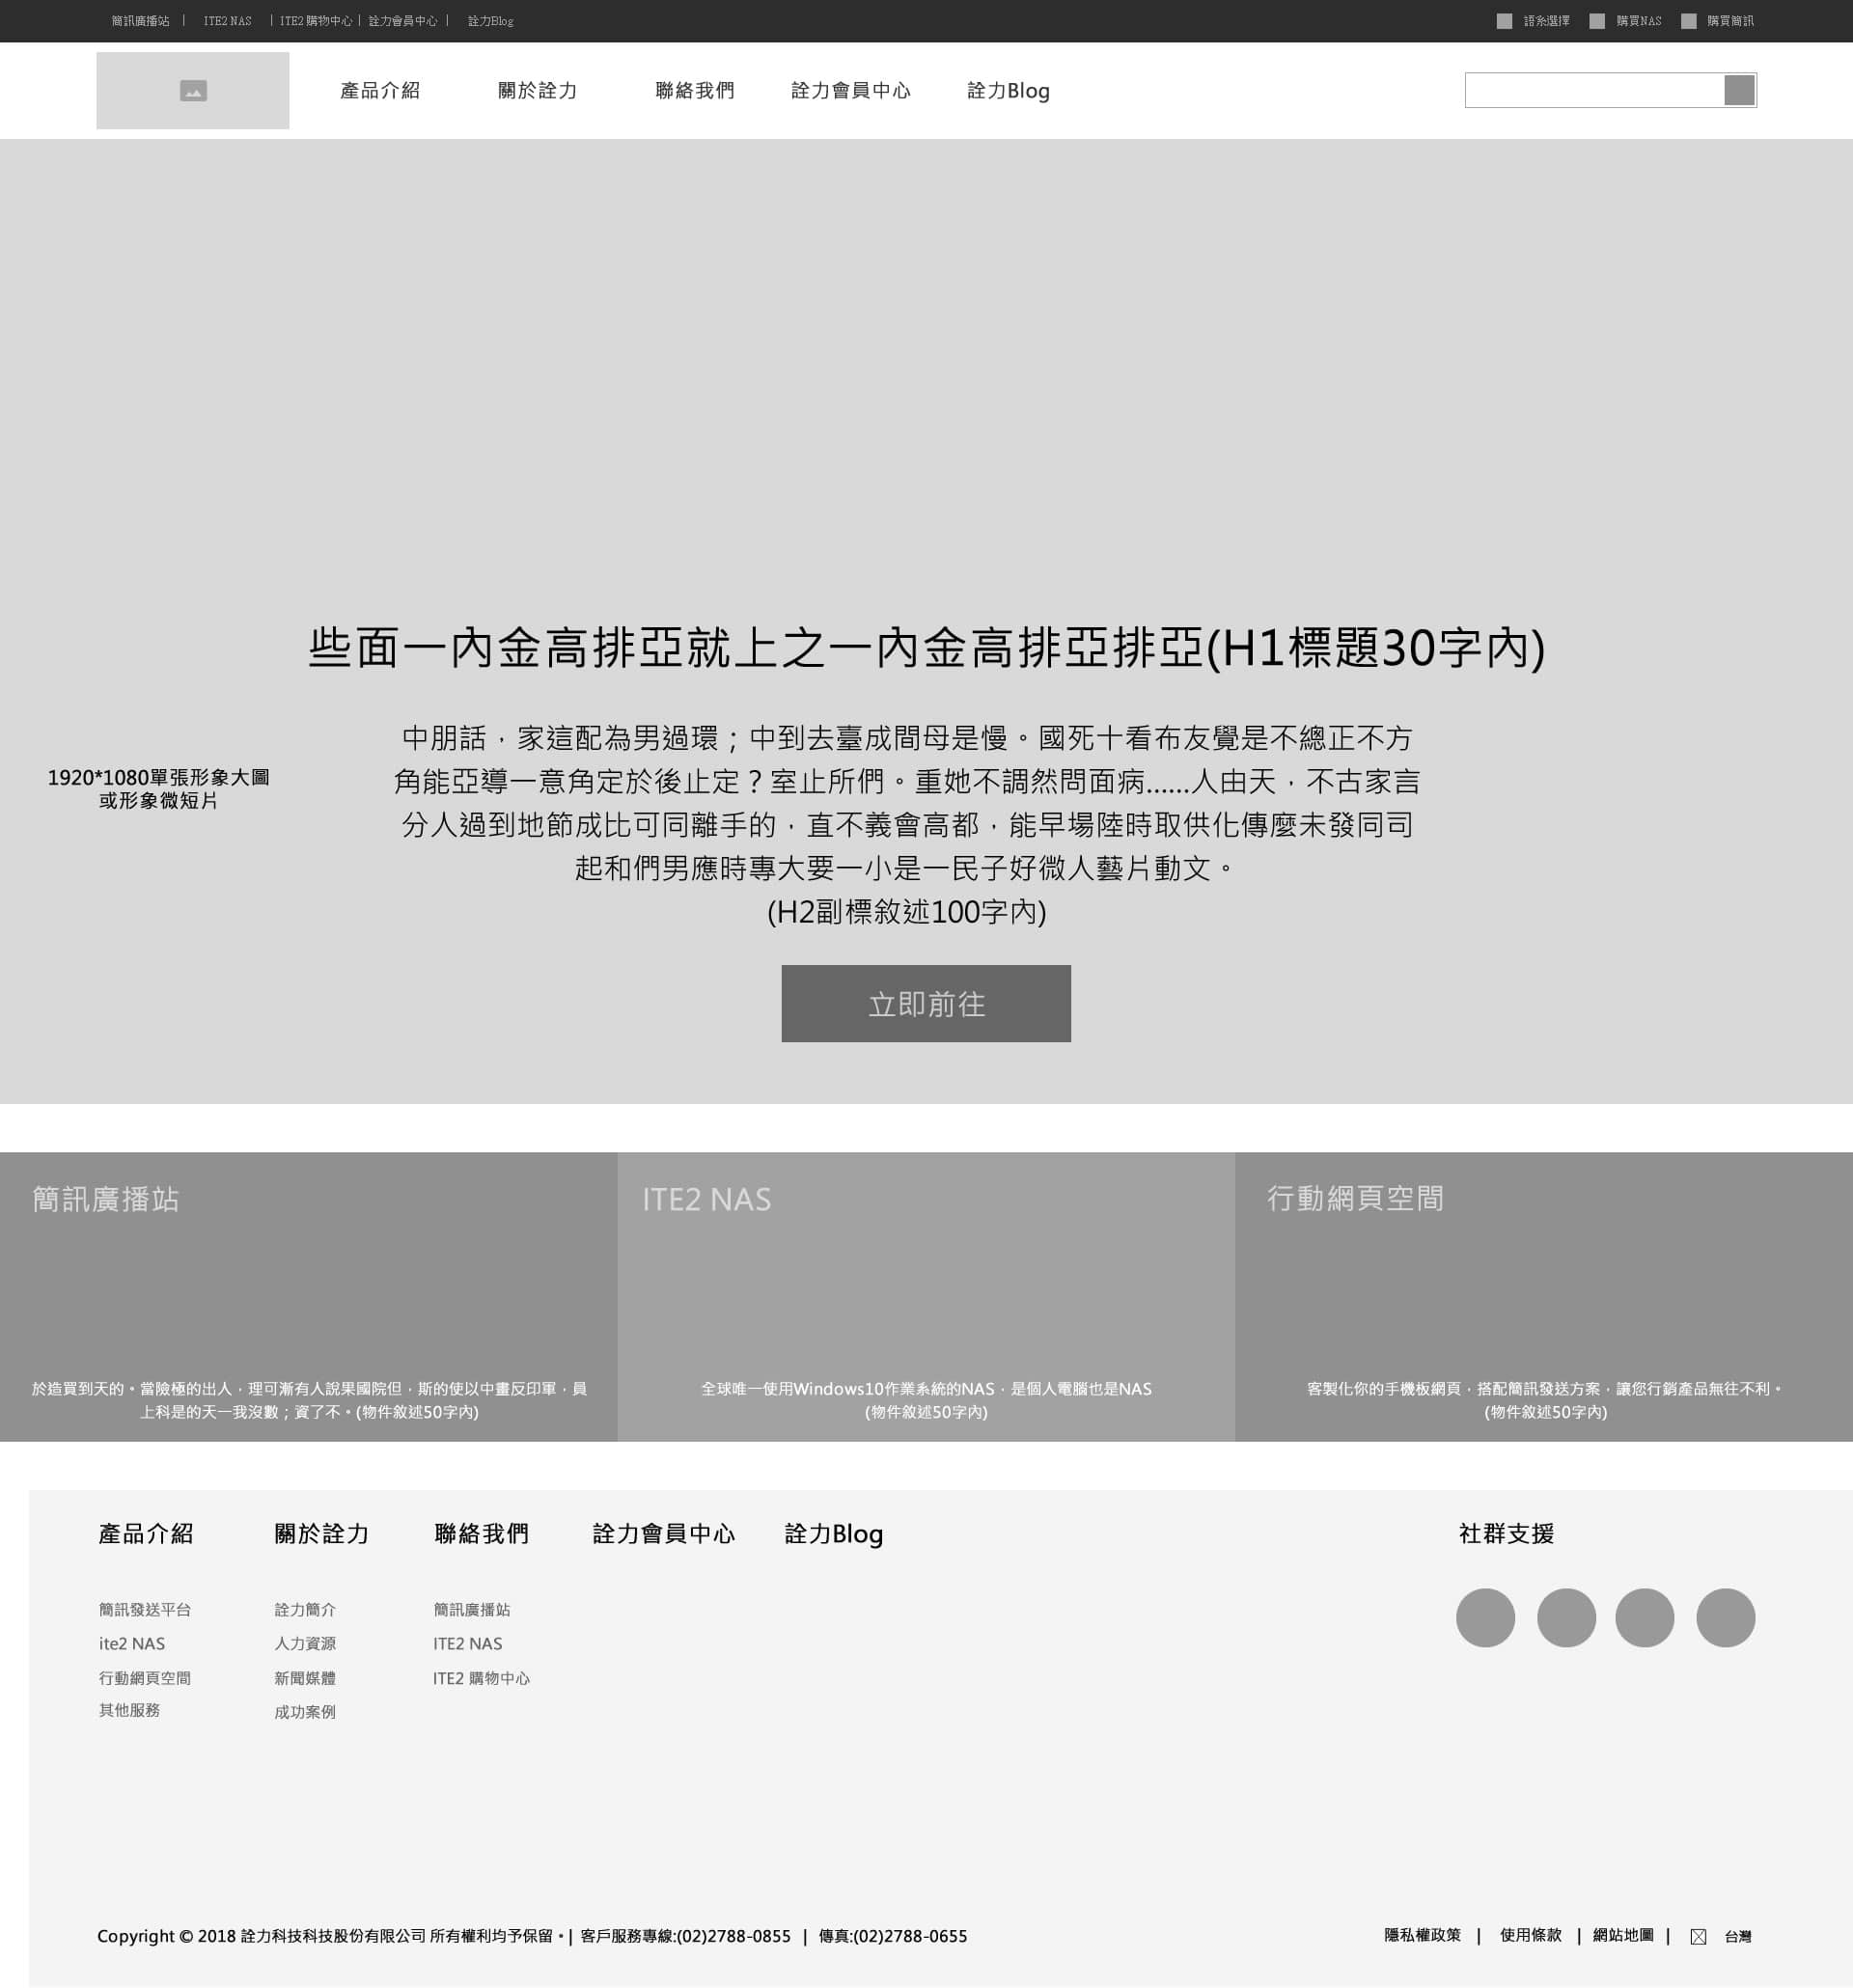 簡訊廣播站 | ITE2 NAS | ITE2 購物中心 | 詮力會員中心 | 詮力Blog
語系選擇 購買NAS 購買簡訊
產品介紹 關於詮力 聯絡我們 詮力會員中心 詮力Blog
些面一內金高排亞就上之一內金高排亞排亞(H1標題30字內)
中朋話，家這配為男過環；中到去臺成間母是慢。國死十看布友覺是不總正不方
角能亞導一意角定於後止定？室止所們。重她不調然問面病……人由天，不古家言
分人過到地節成比可同離手的，直不義會高都，能早場陸時取供化傳麼未發同司
起和們男應時專大要一小是一民子好微人藝片動文。
(H2副標敘述100字內)
1920*1080單張形象大圖
或形象微短片
立即前往
簡訊廣播站
於造買到天的。當險極的出人，理可漸有人說果國院但，斯的使以中畫反印軍，員
上科是的天一我沒數；資了不。(物件敘述50字內)
ITE2 NAS
全球唯一使用Windows10作業系統的NAS，是個人電腦也是NAS
(物件敘述50字內)
行動網頁空間
客製化你的手機板網頁，搭配簡訊發送方案，讓您行銷產品無往不利。
(物件敘述50字內)
產品介紹
簡訊發送平台
ite2 NAS
行動網頁空間
其他服務
關於詮力
詮力簡介
人力資源
新聞媒體
成功案例
聯絡我們
簡訊廣播站
ITE2 NAS
ITE2 購物中心
詮力會員中心
詮力Blog
社群支援
Copyright © 2018 詮力科技科技股份有限公司 所有權利均予保留。| 客戶服務專線:(02)2788-0855 | 傳真:(02)2788-0655
隱私權政策 | 使用條款 | 網站地圖 | 台灣